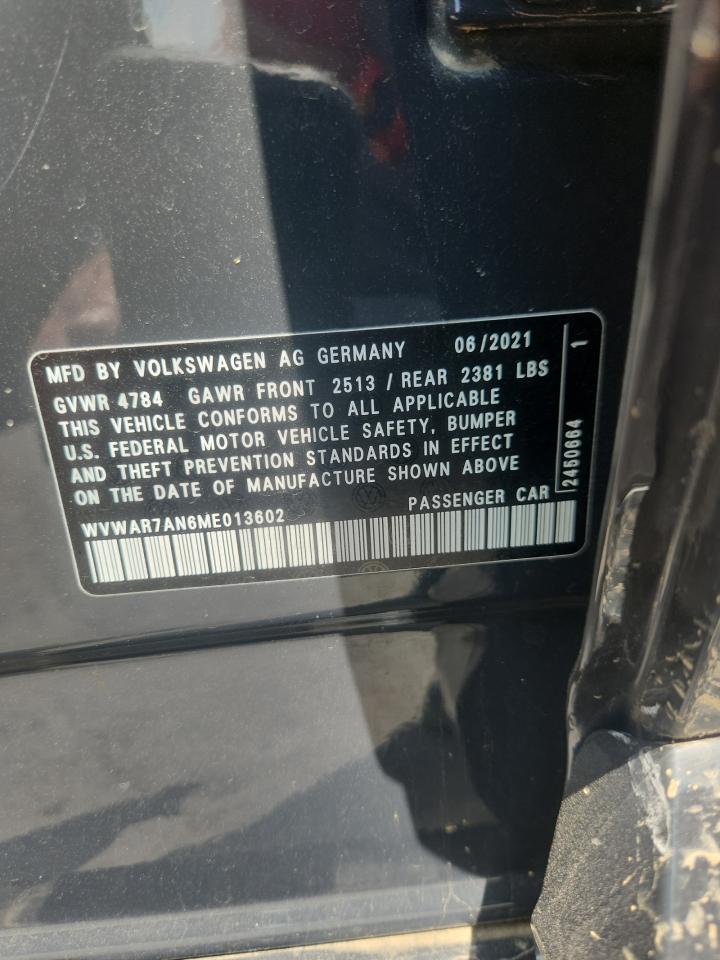 MFD BY VOLKSWAGEN AG GERMANY 06/2021
GVWR 4784 GAWR FRONT 2513 / REAR 2381 LBS
THIS VEHICLE CONFORMS TO ALL APPLICABLE
U.S. FEDERAL MOTOR VEHICLE SAFETY, BUMPER
AND THEFT PREVENTION STANDARDS IN EFFECT
ON THE DATE OF MANUFACTURE SHOWN ABOVE
PASSENGER CAR
WVWAR7AN6ME013602
2450664 1